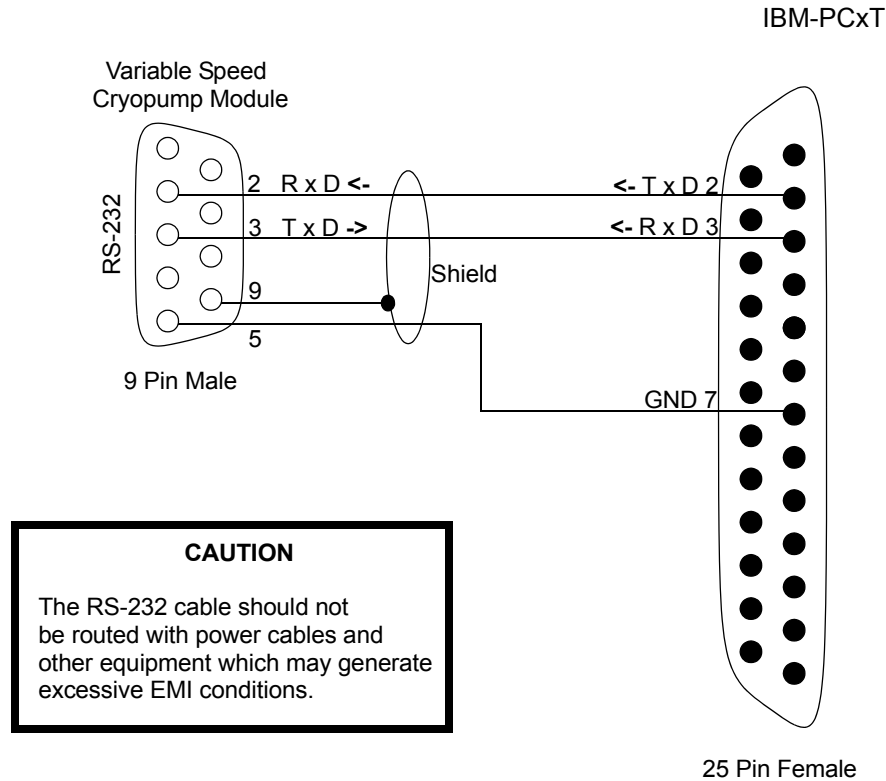 IBM-PCxT
Variable Speed
Cryopump Module
RS-232
2 R x D <-
<- T x D 2
3 T x D ->
<- R x D 3
Shield
9
5
9 Pin Male
GND 7
CAUTION
The RS-232 cable should not
be routed with power cables and
other equipment which may generate
excessive EMI conditions.
25 Pin Female